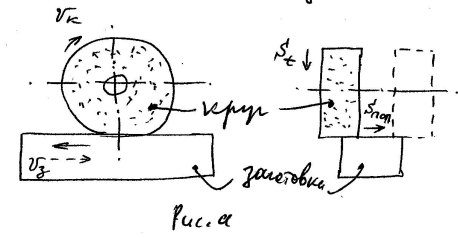 vк
St
круг
Sпоп
vз
заготовка
Рис. а